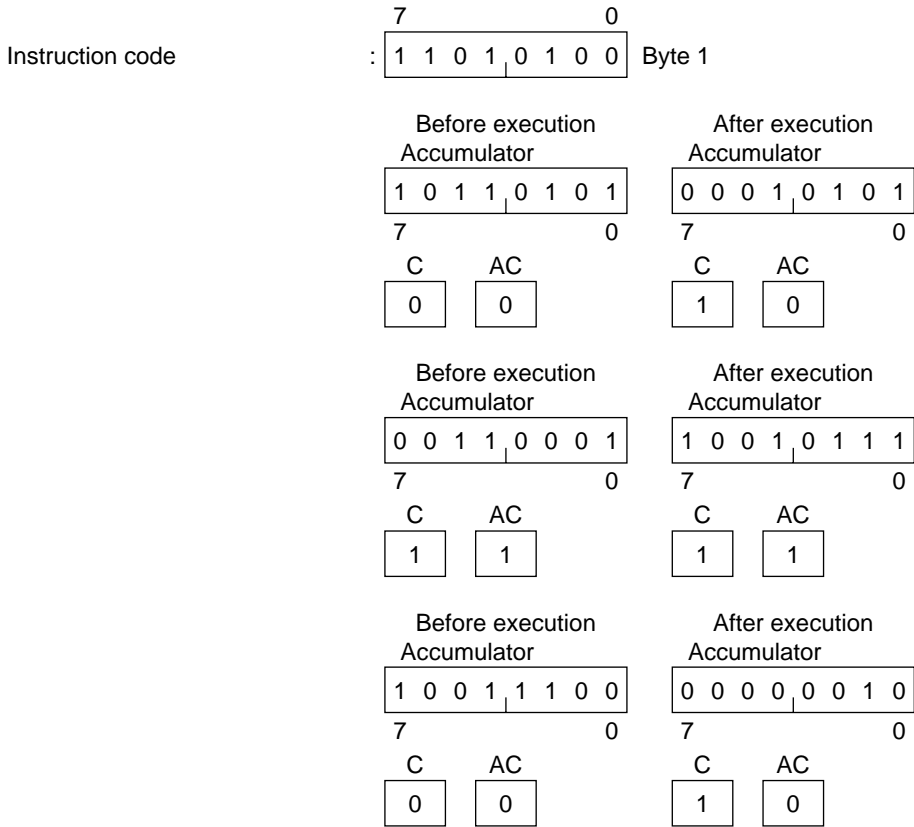 7 0
Instruction code : 1 1 0 1 0 1 0 0 Byte 1
Before execution After execution
Accumulator Accumulator
1 0 1 1 0 1 0 1 0 0 0 1 0 1 0 1
7 0 7 0
C AC C AC
0 0 1 0
Before execution After execution
Accumulator Accumulator
0 0 1 1 0 0 0 1 1 0 0 1 0 1 1 1
7 0 7 0
C AC C AC
1 1 1 1
Before execution After execution
Accumulator Accumulator
1 0 0 1 1 1 0 0 0 0 0 0 0 0 1 0
7 0 7 0
C AC C AC
0 0 1 0